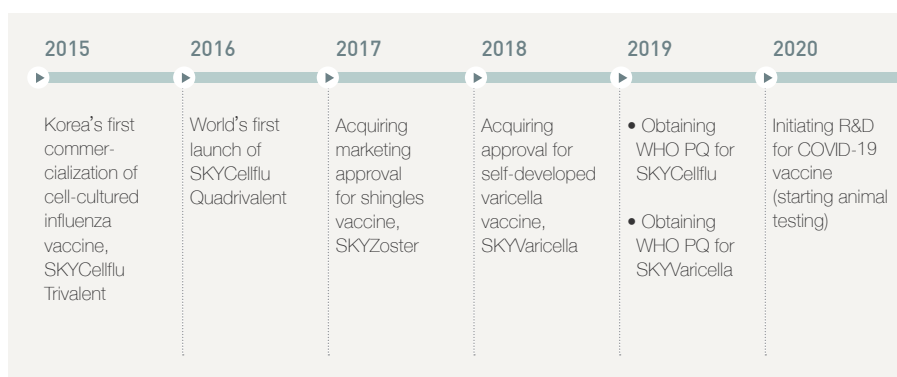 2015
Korea's first
commer-
cialization of
cell-cultured
influenza
vaccine,
SKYCellflu
Trivalent
2016
World's first
launch of
SKYCellflu
Quadrivalent
2017
Acquiring
marketing
approval
for shingles
vaccine,
SKYZoster
2018
Acquiring
approval for
self-developed
varicella
vaccine,
SKYVaricella
2019
• Obtaining
WHO PQ for
SKYCellflu
• Obtaining
WHO PQ for
SKYVaricella
2020
Initiating R&D
for COVID-19
vaccine
(starting animal
testing)